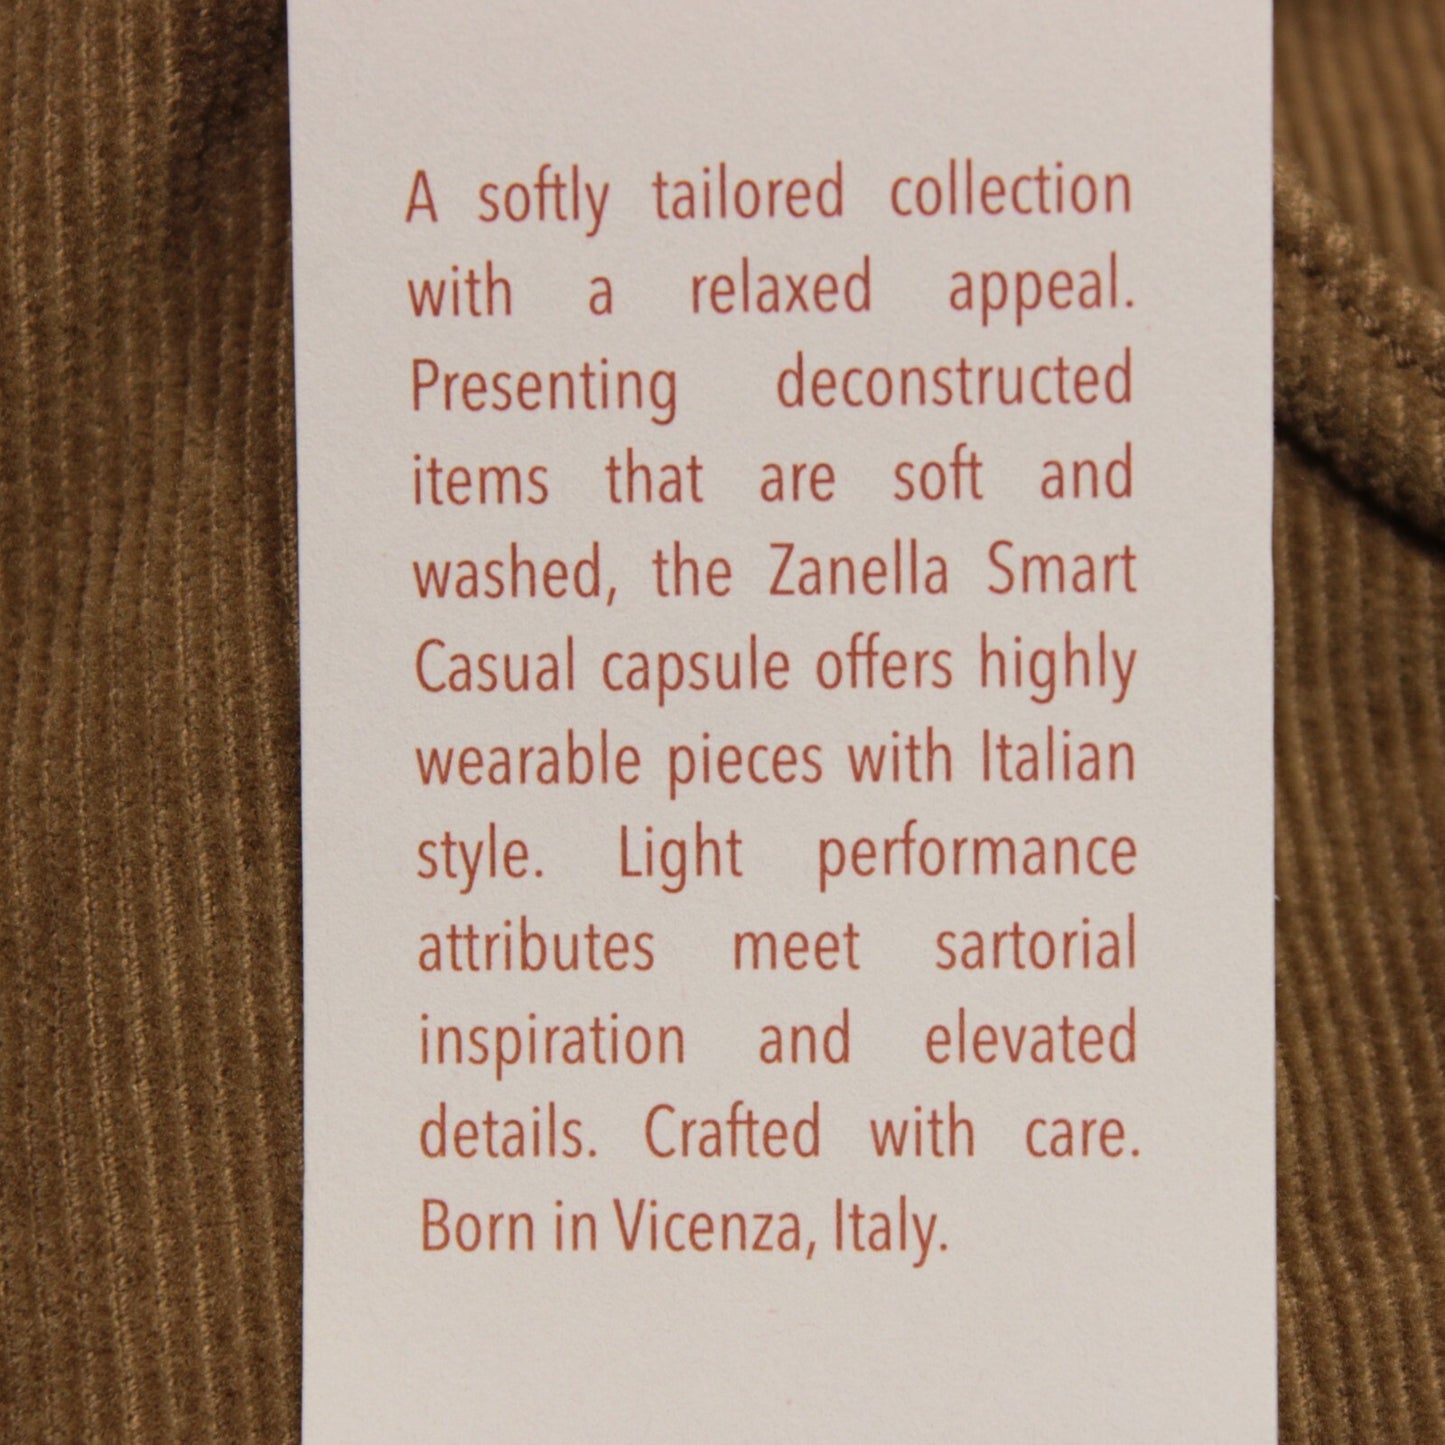 A softly tailored collection
with a relaxed appeal.
Presenting deconstructed
items that are soft and
washed, the Zanella Smart
Casual capsule offers highly
wearable pieces with Italian
style. Light performance
attributes meet sartorial
inspiration and elevated
details. Crafted with care.
Born in Vicenza, Italy.